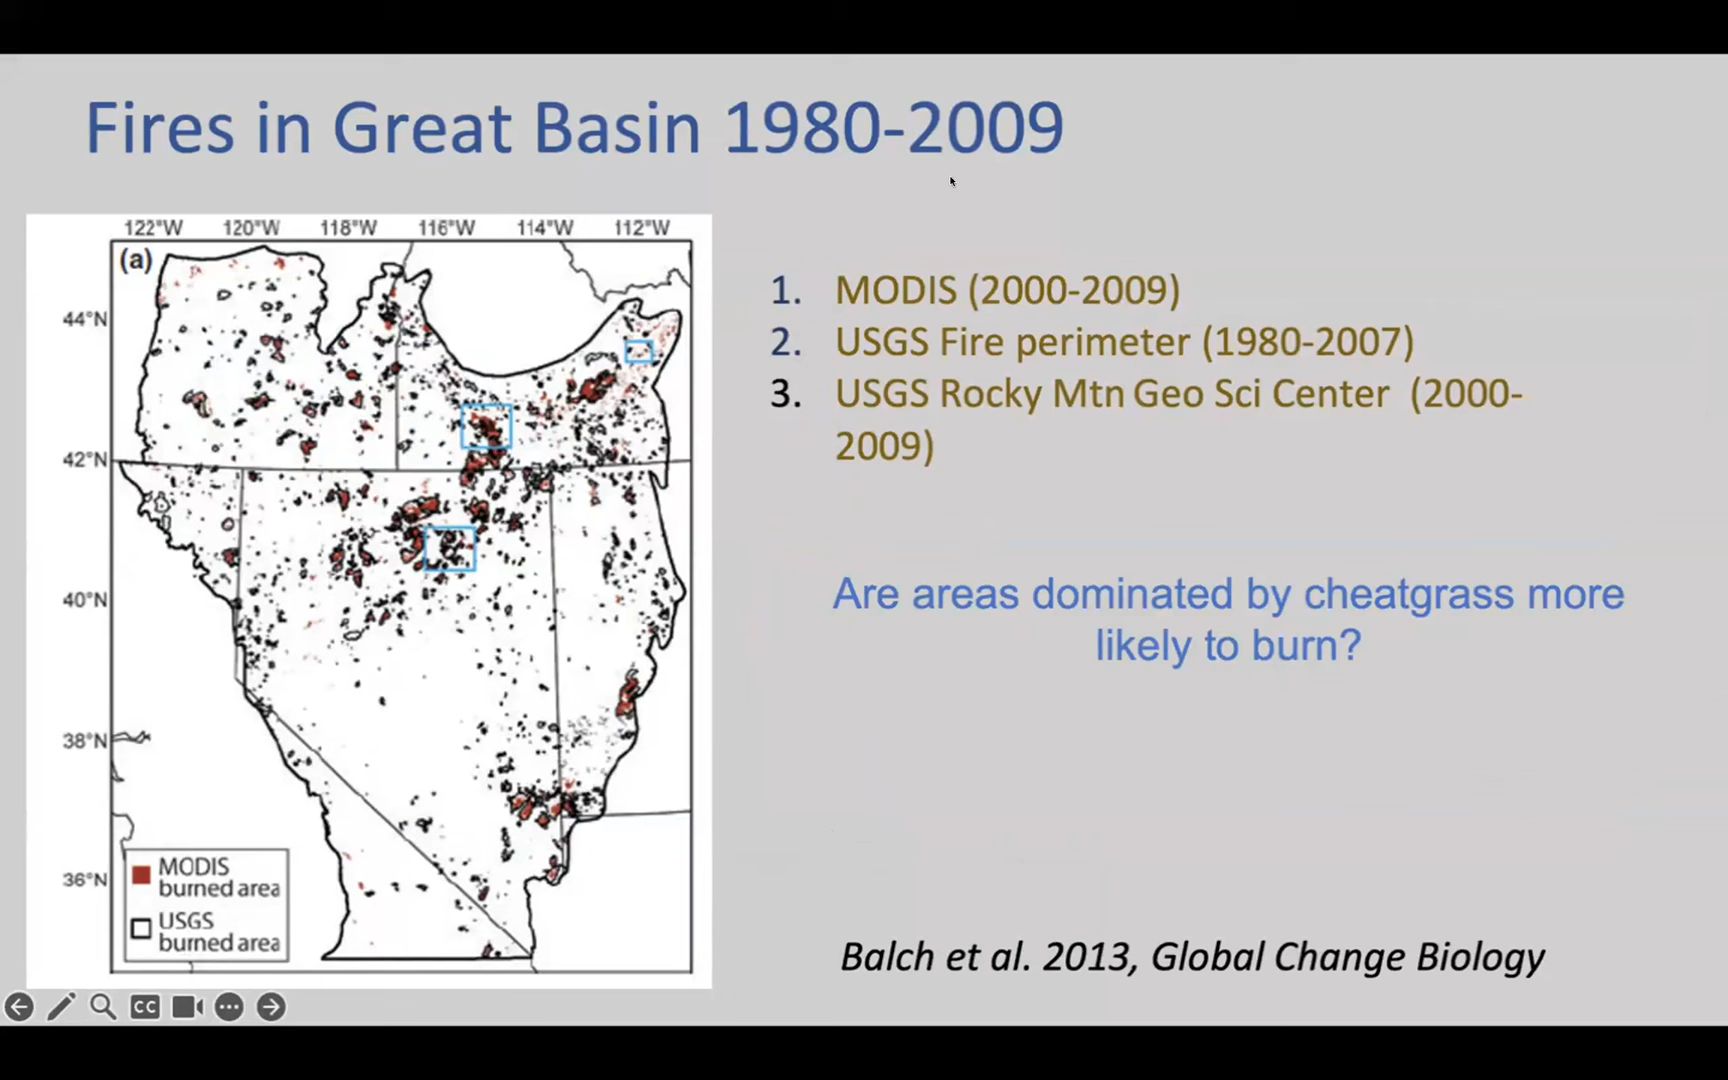 Fires in Great Basin 1980-2009
122°W 120°W 118°W 116°W 114°W 112°W
(a)
44°N
42°N
40°N
38°N
36°N
MODIS
burned area
USGS
burned area
1. MODIS (2000-2009)
2. USGS Fire perimeter (1980-2007)
3. USGS Rocky Mtn Geo Sci Center (2000-
2009)
Are areas dominated by cheatgrass more
likely to burn?
Balch et al. 2013, Global Change Biology
CC